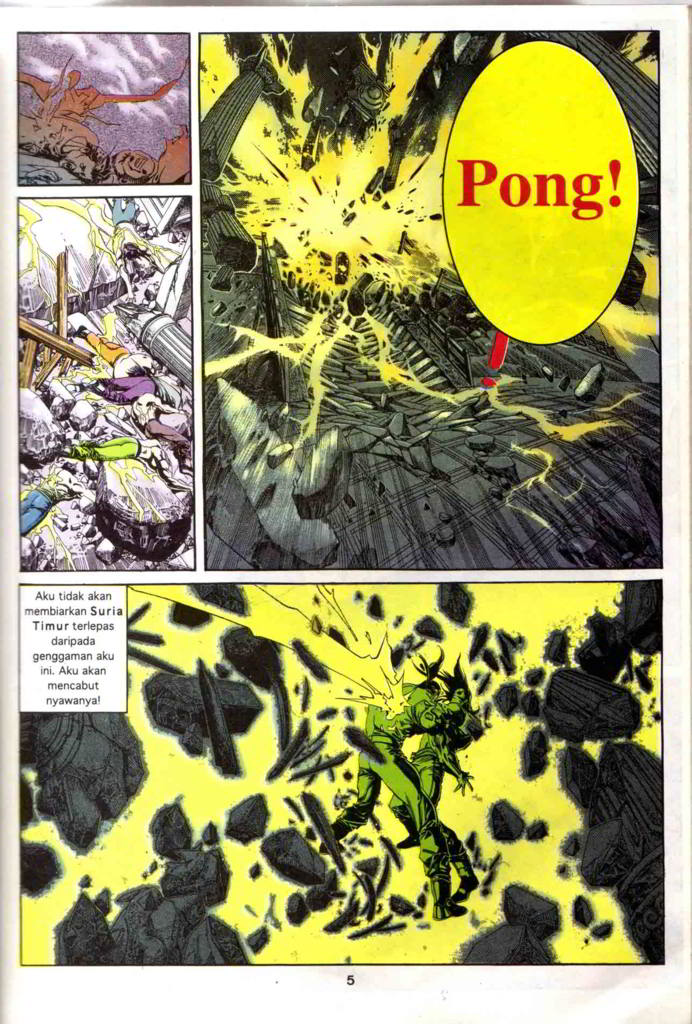 Pong!
Aku tidak akan
membiarkan Suria
Timur terlepas
daripada
genggaman aku
ini. Aku akan
mencabut
nyawanya!
5